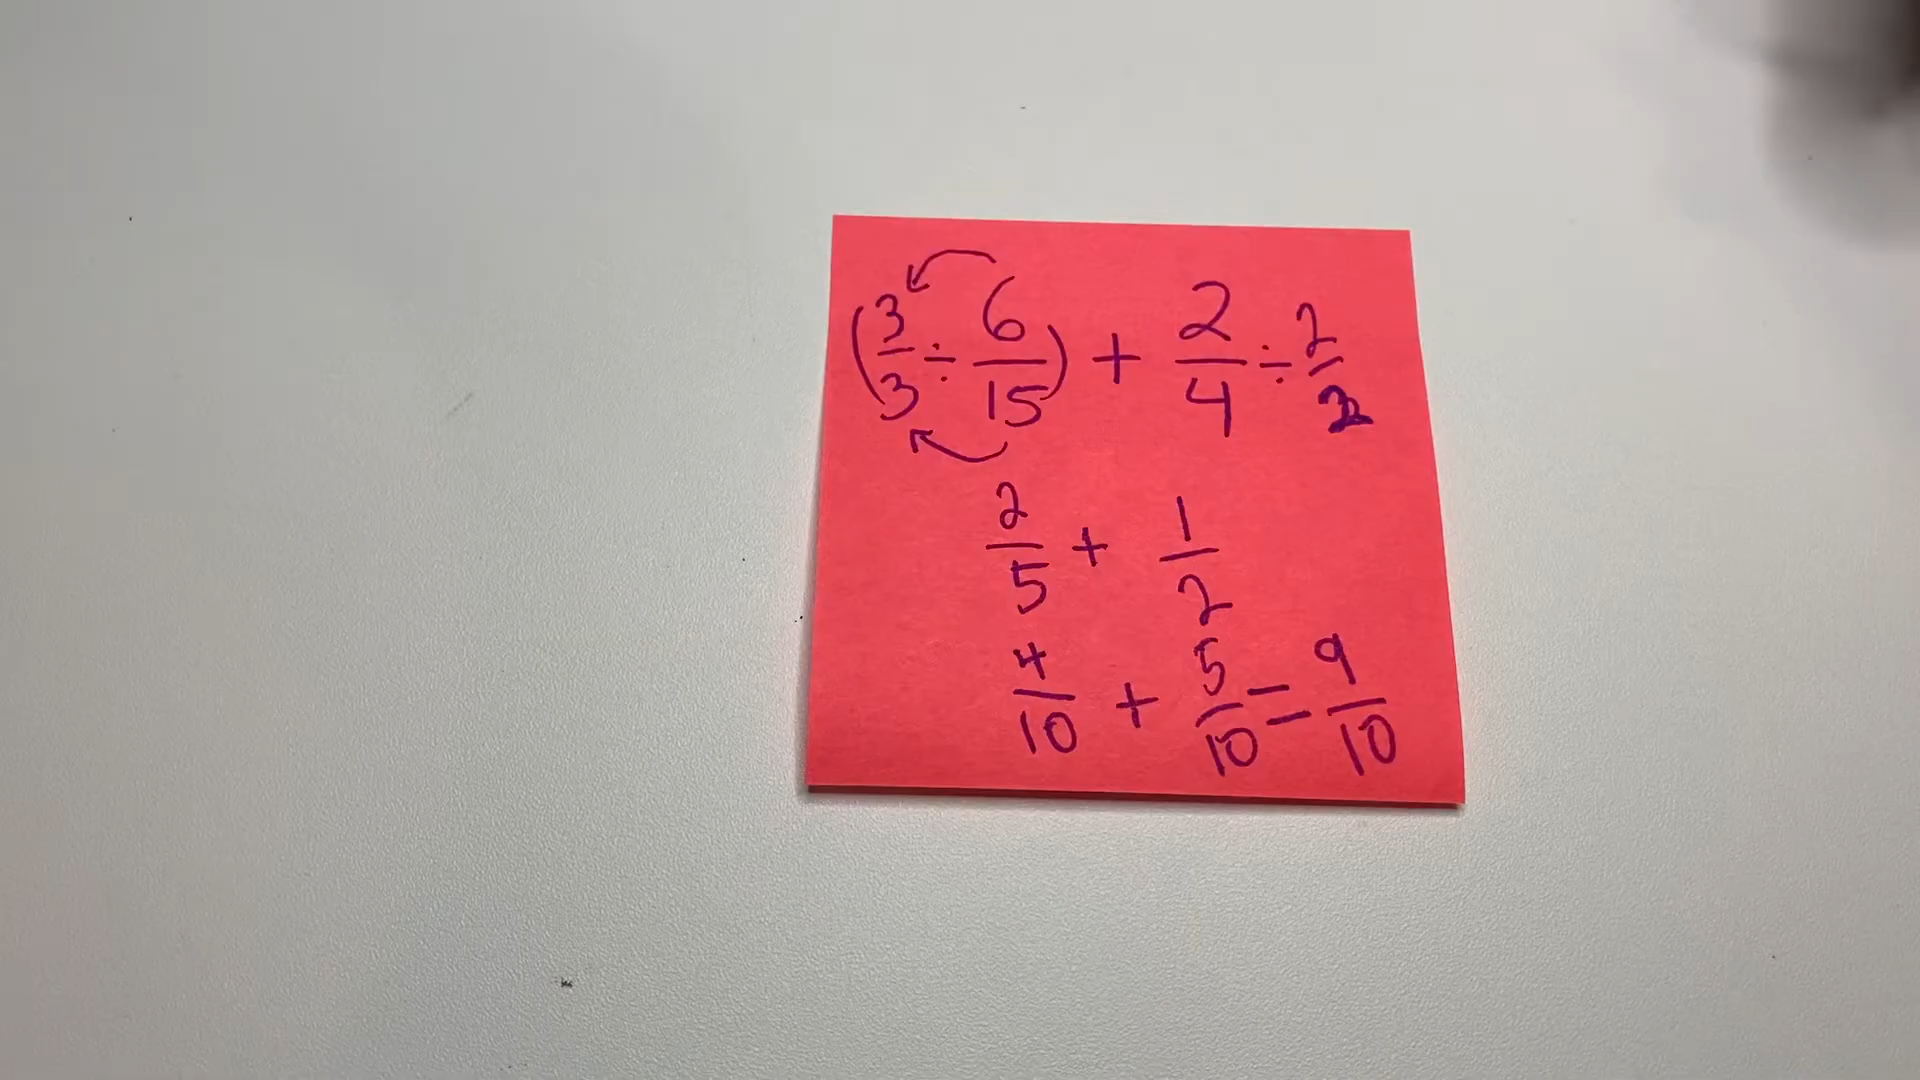 (3/3 ÷ 6/15) + 2/4 ÷ 2/2
2/5 + 1/2
4/10 + 5/10 = 9/10